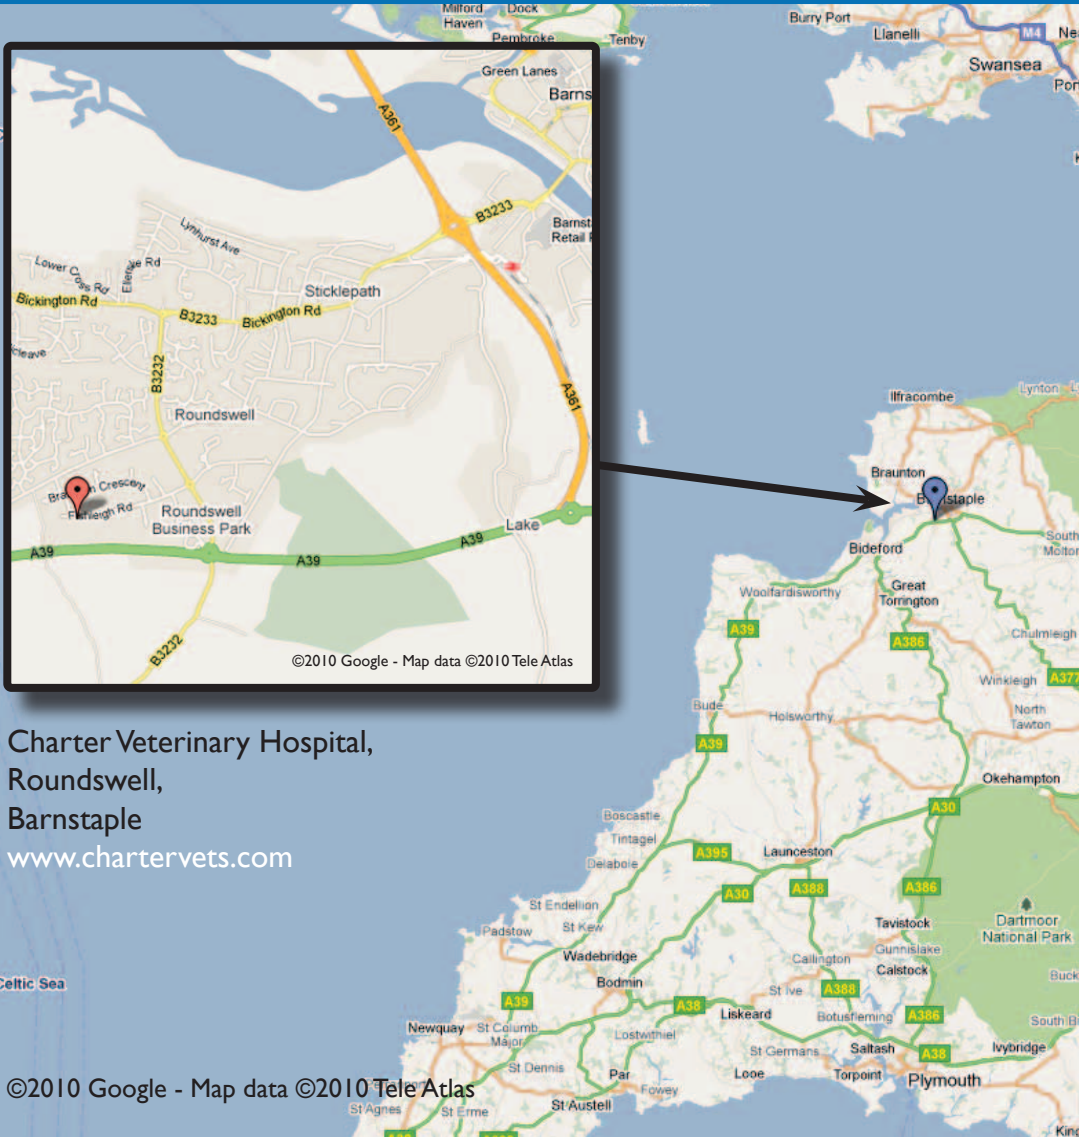 Milford
Haven
Dock
Pembroke
Tenby
Burry Port
Llanelli
M4
Swansea
Green Lanes
A361
B3233
Lynhurst Ave
Lower Cross Rd
Sticklepath
Bickington Rd
B3233
Bickington Rd
B3232
A361
Roundswell
Crescent
Roundswell
Business Park
Lake
A39
A39
A39
B3232
©2010 Google - Map data ©2010 Tele Atlas
Charter Veterinary Hospital,
Roundswell,
Barnstaple
www.chartervets.com
Ilfracombe
Lynton
Braunton
Bideford
South
Molton
Woolfardisworthy
Great
Torrington
A39
A386
Chulmleigh
Winkleigh
A377
Bude
Holsworthy
North
Tawton
A39
Okehampton
A30
Boscastle
Tintagel
Delabole
A395
Launceston
A30
A388
A386
St Endellion
Padstow
St Kew
Tavistock
Dartmoor
National Park
Wadebridge
Gunnislake
Callington
Calstock
Bodmin
Celtic Sea
St Ive
A388
A39
A38
Liskeard
Botusfleming
A386
Newquay
St Columb
Major
Lostwithiel
St Germans
Saltash
A38
Ivybridge
St Dennis
Par
Looe
Torpoint
Plymouth
Fowey
©2010 Google - Map data ©2010 Tele Atlas
St Agnes
St Erme
St Austell